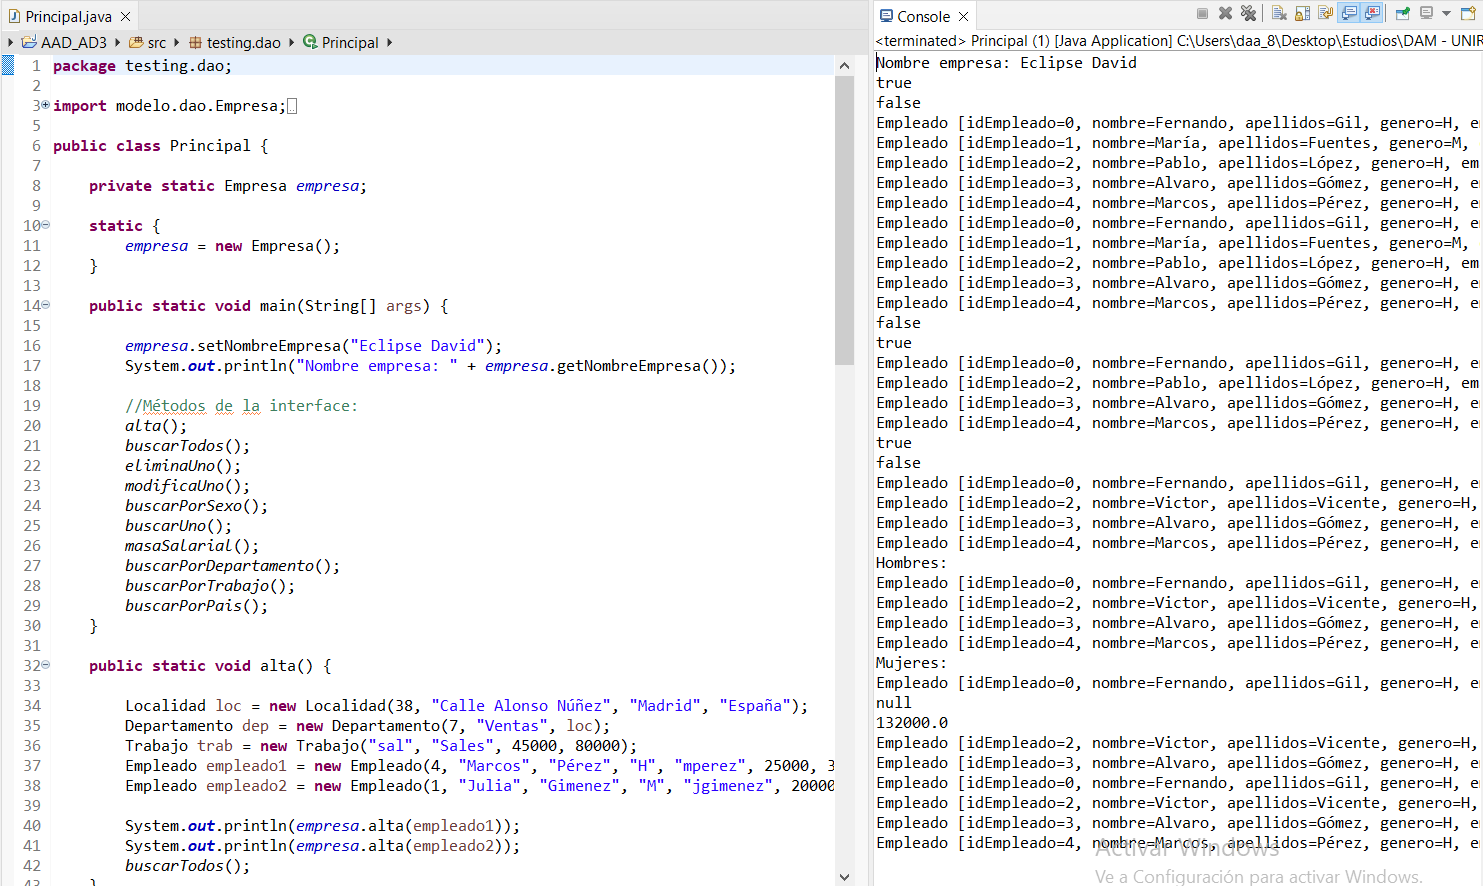 Principal.java
AAD_AD3 src testing.dao Principal
1 package testing.dao;
2
3 import modelo.dao.Empresa;
5
6 public class Principal {
7
8 private static Empresa empresa;
9
10 static {
11 empresa = new Empresa();
12 }
13
14 public static void main(String[] args) {
15
16 empresa.setNombreEmpresa("Eclipse David");
17 System.out.println("Nombre empresa: " + empresa.getNombreEmpresa());
18
19 //Métodos de la interface:
20 alta();
21 buscarTodos();
22 eliminaUno();
23 modificaUno();
24 buscarPorSexo();
25 buscarUno();
26 masaSalarial();
27 buscarPorDepartamento();
28 buscarPorTrabajo();
29 buscarPorPais();
30 }
31
32 public static void alta() {
33
34 Localidad loc = new Localidad(38, "Calle Alonso Núñez", "Madrid", "España");
35 Departamento dep = new Departamento(7, "Ventas", loc);
36 Trabajo trab = new Trabajo("sal", "Sales", 45000, 80000);
37 Empleado empleado1 = new Empleado(4, "Marcos", "Pérez", "H", "mperez", 25000, 3
38 Empleado empleado2 = new Empleado(1, "Julia", "Gimenez", "M", "jgimenez", 20000
39
40 System.out.println(empresa.alta(empleado1));
41 System.out.println(empresa.alta(empleado2));
42 buscarTodos();
43 }
Console
<terminated> Principal (1) [Java Application] C:\Users\daa_8\Desktop\Estudios\DAM - UNIR
Nombre empresa: Eclipse David
true
false
Empleado [idEmpleado=0, nombre=Fernando, apellidos=Gil, genero=H, e
Empleado [idEmpleado=1, nombre=María, apellidos=Fuentes, genero=M,
Empleado [idEmpleado=2, nombre=Pablo, apellidos=López, genero=H, em
Empleado [idEmpleado=3, nombre=Alvaro, apellidos=Gómez, genero=H, e
Empleado [idEmpleado=4, nombre=Marcos, apellidos=Pérez, genero=H, e
Empleado [idEmpleado=0, nombre=Fernando, apellidos=Gil, genero=H, e
Empleado [idEmpleado=1, nombre=María, apellidos=Fuentes, genero=M,
Empleado [idEmpleado=2, nombre=Pablo, apellidos=López, genero=H, em
Empleado [idEmpleado=3, nombre=Alvaro, apellidos=Gómez, genero=H, e
Empleado [idEmpleado=4, nombre=Marcos, apellidos=Pérez, genero=H, e
false
true
Empleado [idEmpleado=0, nombre=Fernando, apellidos=Gil, genero=H, e
Empleado [idEmpleado=2, nombre=Pablo, apellidos=López, genero=H, em
Empleado [idEmpleado=3, nombre=Alvaro, apellidos=Gómez, genero=H, e
Empleado [idEmpleado=4, nombre=Marcos, apellidos=Pérez, genero=H, e
true
false
Empleado [idEmpleado=0, nombre=Fernando, apellidos=Gil, genero=H, e
Empleado [idEmpleado=2, nombre=Victor, apellidos=Vicente, genero=H,
Empleado [idEmpleado=3, nombre=Alvaro, apellidos=Gómez, genero=H, e
Empleado [idEmpleado=4, nombre=Marcos, apellidos=Pérez, genero=H, e
Hombres:
Empleado [idEmpleado=0, nombre=Fernando, apellidos=Gil, genero=H, e
Empleado [idEmpleado=2, nombre=Victor, apellidos=Vicente, genero=H,
Empleado [idEmpleado=3, nombre=Alvaro, apellidos=Gómez, genero=H, e
Empleado [idEmpleado=4, nombre=Marcos, apellidos=Pérez, genero=H, e
Mujeres:
Empleado [idEmpleado=0, nombre=Fernando, apellidos=Gil, genero=H, e
null
132000.0
Empleado [idEmpleado=2, nombre=Victor, apellidos=Vicente, genero=H,
Empleado [idEmpleado=3, nombre=Alvaro, apellidos=Gómez, genero=H, e
Empleado [idEmpleado=0, nombre=Fernando, apellidos=Gil, genero=H, e
Empleado [idEmpleado=2, nombre=Victor, apellidos=Vicente, genero=H,
Empleado [idEmpleado=3, nombre=Alvaro, apellidos=Gómez, genero=H, e
Empleado [idEmpleado=4, nombre=Marcos, apellidos=Pérez, genero=H, e
Activar Windows
Ve a Configuración para activar Windows.